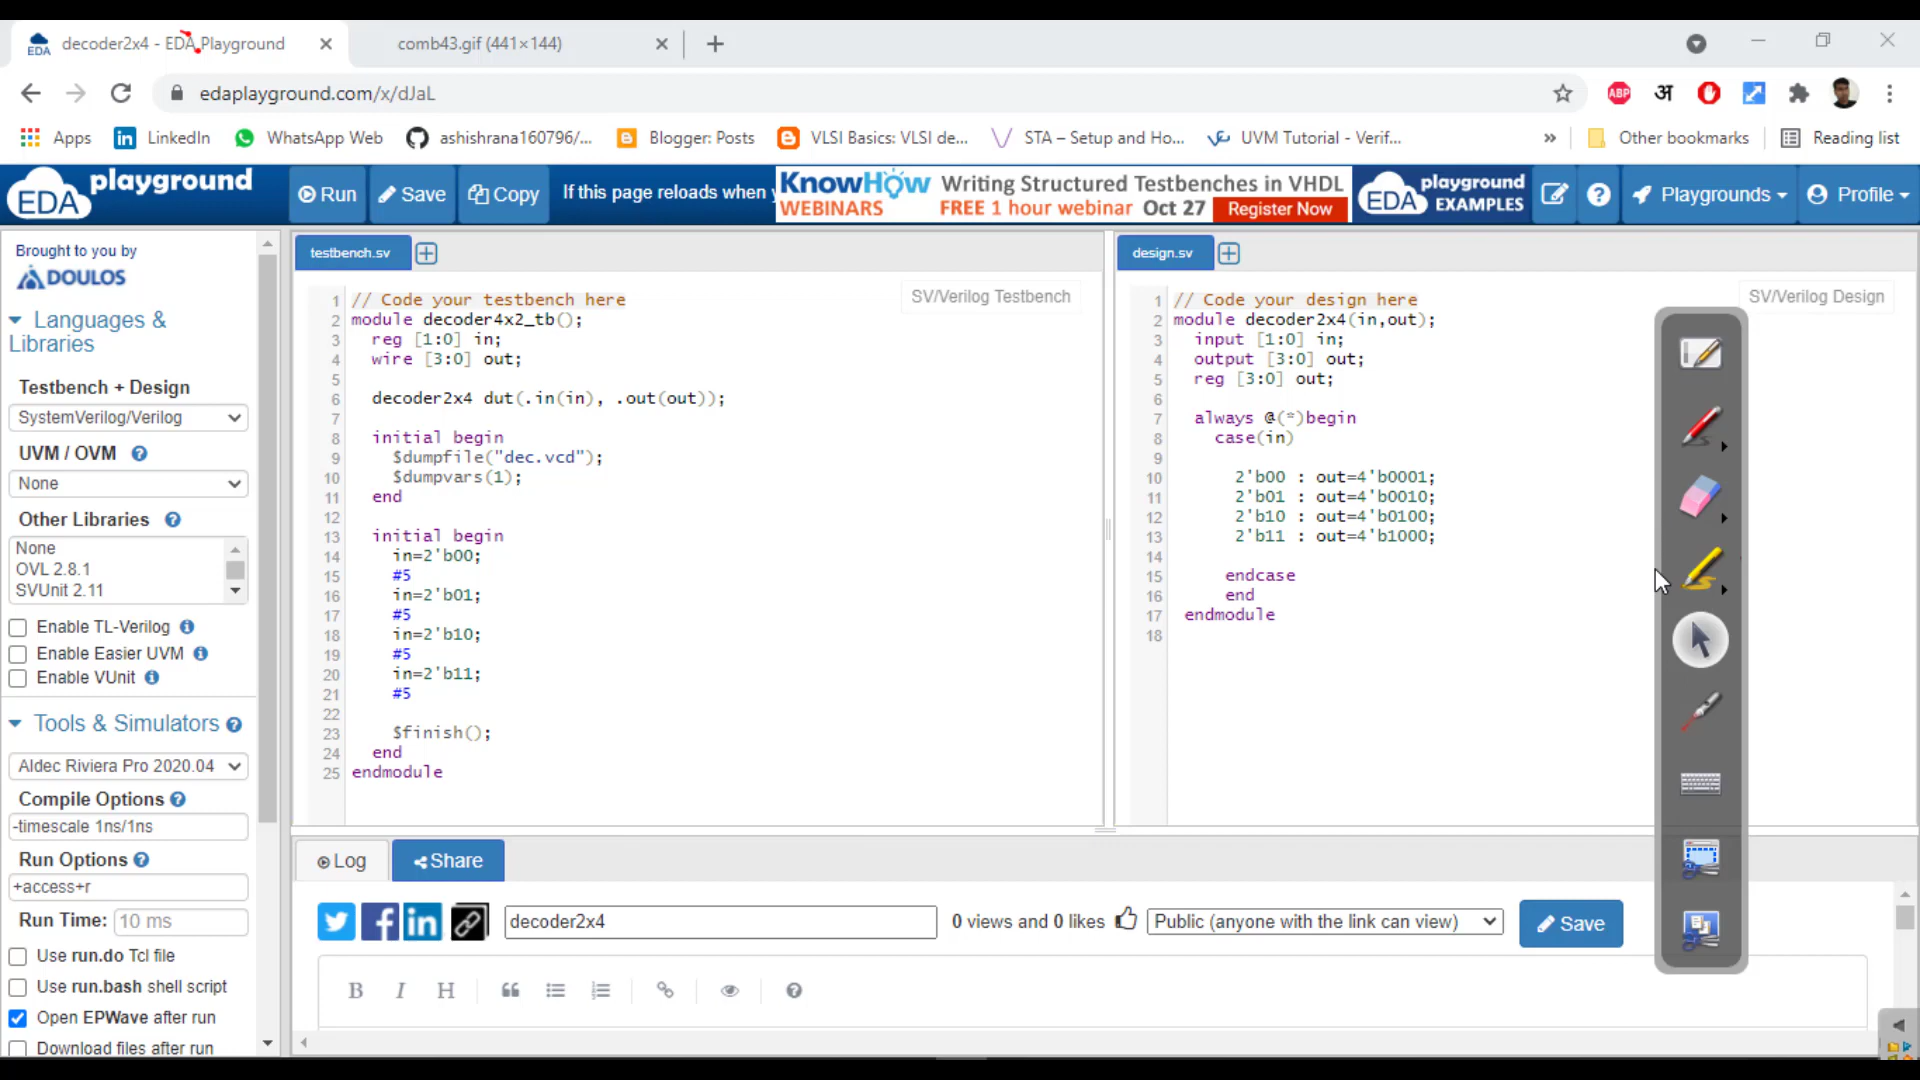 decoder2x4 - EDA Playground
comb43.gif (441×144)
edaplayground.com/x/dJaL
ABP
अ
Apps
LinkedIn
WhatsApp Web
ashishrana160796/...
Blogger: Posts
VLSI Basics: VLSI de...
STA – Setup and Ho...
UVM Tutorial - Verif...
»
Other bookmarks
Reading list
EDA playground
Run
Save
Copy
If this page reloads when y
KnowHow WEBINARS
Writing Structured Testbenches in VHDL
FREE 1 hour webinar Oct 27 Register Now
EDA playground EXAMPLES
Playgrounds
Profile
Brought to you by
DOULOS
Languages & Libraries
Testbench + Design
SystemVerilog/Verilog
UVM / OVM
None
Other Libraries
None
OVL 2.8.1
SVUnit 2.11
Enable TL-Verilog
Enable Easier UVM
Enable VUnit
Tools & Simulators
Aldec Riviera Pro 2020.04
Compile Options
-timescale 1ns/1ns
Run Options
+access+r
Run Time: 10 ms
Use run.do Tcl file
Use run.bash shell script
Open EPWave after run
Download files after run
testbench.sv
SV/Verilog Testbench
1 // Code your testbench here
2 module decoder4x2_tb();
3 reg [1:0] in;
4 wire [3:0] out;
5
6 decoder2x4 dut(.in(in), .out(out));
7
8 initial begin
9 $dumpfile("dec.vcd");
10 $dumpvars(1);
11 end
12
13 initial begin
14 in=2'b00;
15 #5
16 in=2'b01;
17 #5
18 in=2'b10;
19 #5
20 in=2'b11;
21 #5
22
23 $finish();
24 end
25 endmodule
design.sv
SV/Verilog Design
1 // Code your design here
2 module decoder2x4(in,out);
3 input [1:0] in;
4 output [3:0] out;
5 reg [3:0] out;
6
7 always @(*)begin
8 case(in)
9
10 2'b00 : out=4'b0001;
11 2'b01 : out=4'b0010;
12 2'b10 : out=4'b0100;
13 2'b11 : out=4'b1000;
14
15 endcase
16 end
17 endmodule
18
Log
Share
decoder2x4
0 views and 0 likes
Public (anyone with the link can view)
Save
B I H